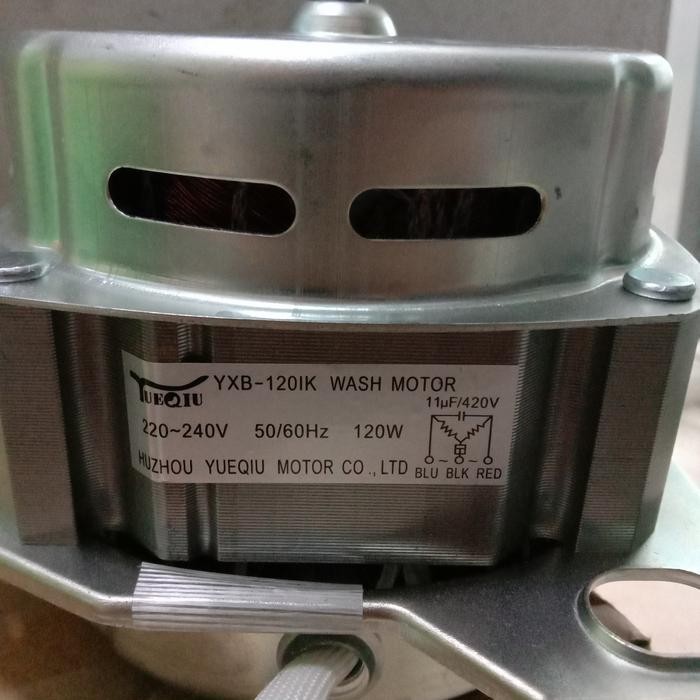 YUEQIU YXB-120IK WASH MOTOR
11µF/420V
220~240V 50/60Hz 120W
HUZHOU YUEQIU MOTOR CO.,LTD
BLU BLK RED